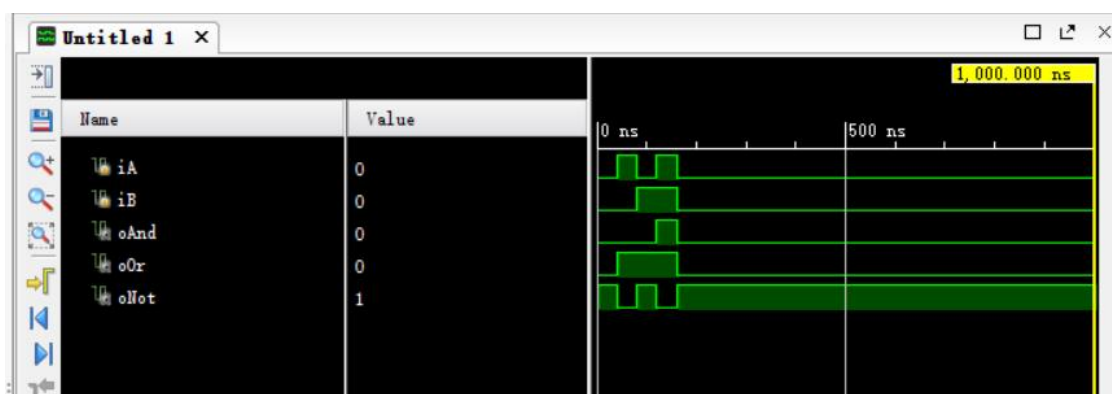 Untitled 1
1,000.000 ns
Name Value
0 ns 500 ns
iA 0
iB 0
oAnd 0
oOr 0
oNot 1